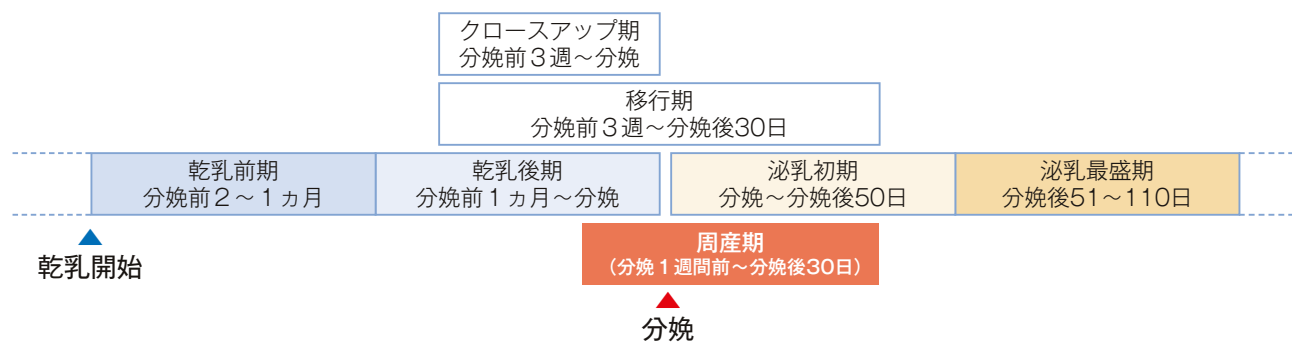 クロースアップ期
分娩前３週～分娩
移行期
分娩前３週～分娩後30日
乾乳前期
分娩前２～１ヵ月
乾乳後期
分娩前１ヵ月～分娩
泌乳初期
分娩～分娩後50日
泌乳最盛期
分娩後51～110日
周産期
（分娩１週間前～分娩後30日）
乾乳開始
分娩